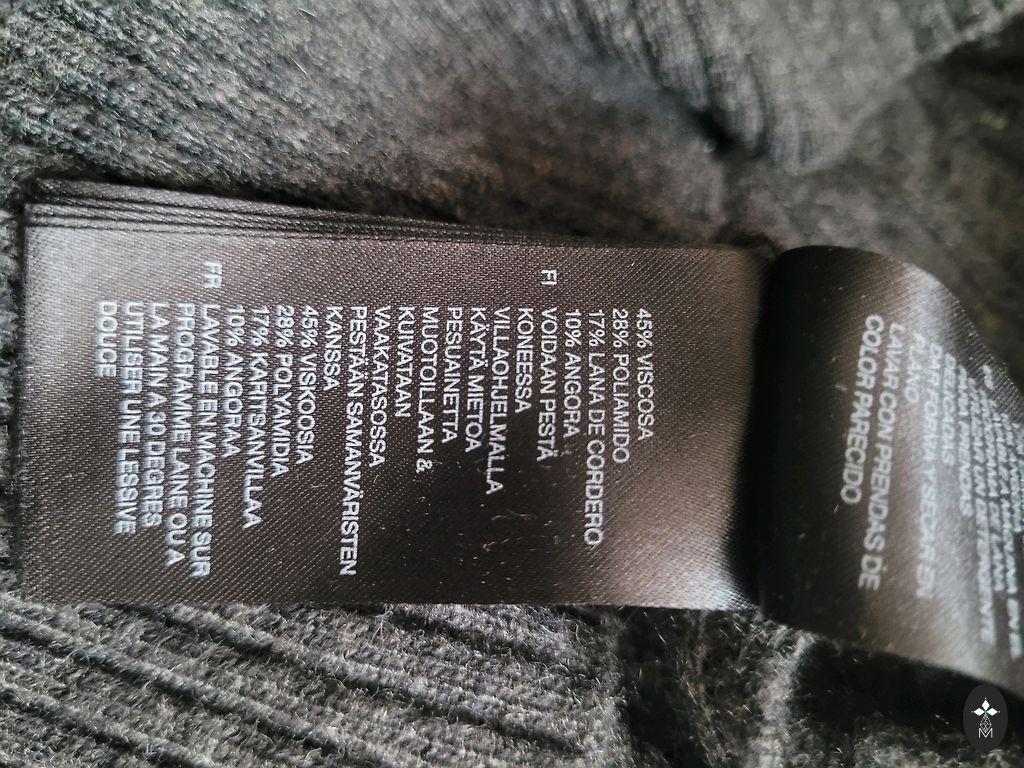 SECAR EN
LAVAR CON PRENDAS DE
COLOR PARECIDO
45% VISCOSA
28% POLIAMIDO
17% LANA DE CORDERO
10% ANGORA
FI VOIDAAN PESTÄ
KONEESSA
VILLAOHJELMALLA
KÄYTÄ MIETOA
PESUAINETTA
MUOTOILLAAN &
KUIVATAAN
VAAKATASOSSA
PESTÄÄN SAMANVÄRISTEN
KANSSA
45% VISKOOSIA
28% POLYAMIDIA
17% KARITSANVILLAA
10% ANGORAA
FR LAVABLE EN MACHINE SUR
PROGRAMME LAINE OU A
LA MAIN A 30 DEGRES
UTILISER UNE LESSIVE
DOUCE